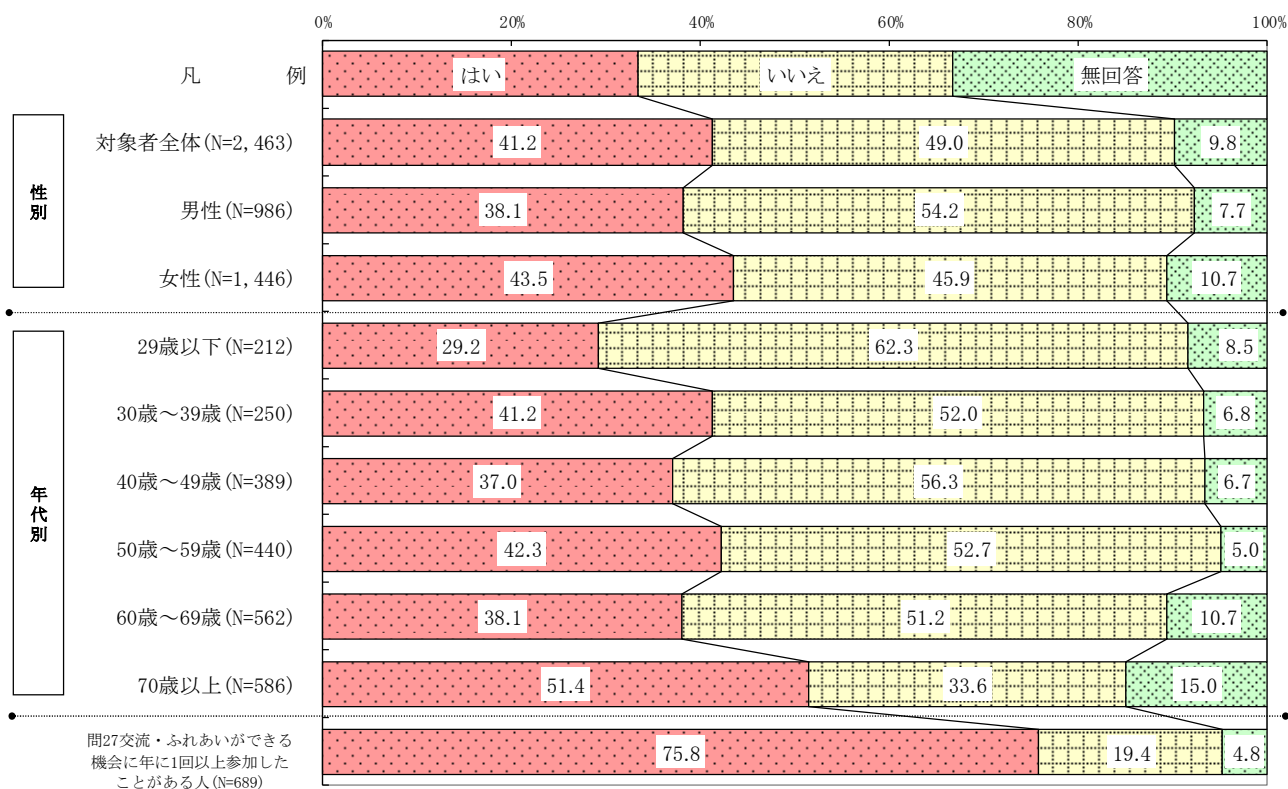 0% 20% 40% 60% 80% 100%
凡 例 はい いいえ 無回答
性別
対象者全体(N=2,463) 41.2 49.0 9.8
男性(N=986) 38.1 54.2 7.7
女性(N=1,446) 43.5 45.9 10.7
年代別
29歳以下(N=212) 29.2 62.3 8.5
30歳～39歳(N=250) 41.2 52.0 6.8
40歳～49歳(N=389) 37.0 56.3 6.7
50歳～59歳(N=440) 42.3 52.7 5.0
60歳～69歳(N=562) 38.1 51.2 10.7
70歳以上(N=586) 51.4 33.6 15.0
問27交流・ふれあいができる
機会に年に1回以上参加した
ことがある人(N=689)
75.8 19.4 4.8